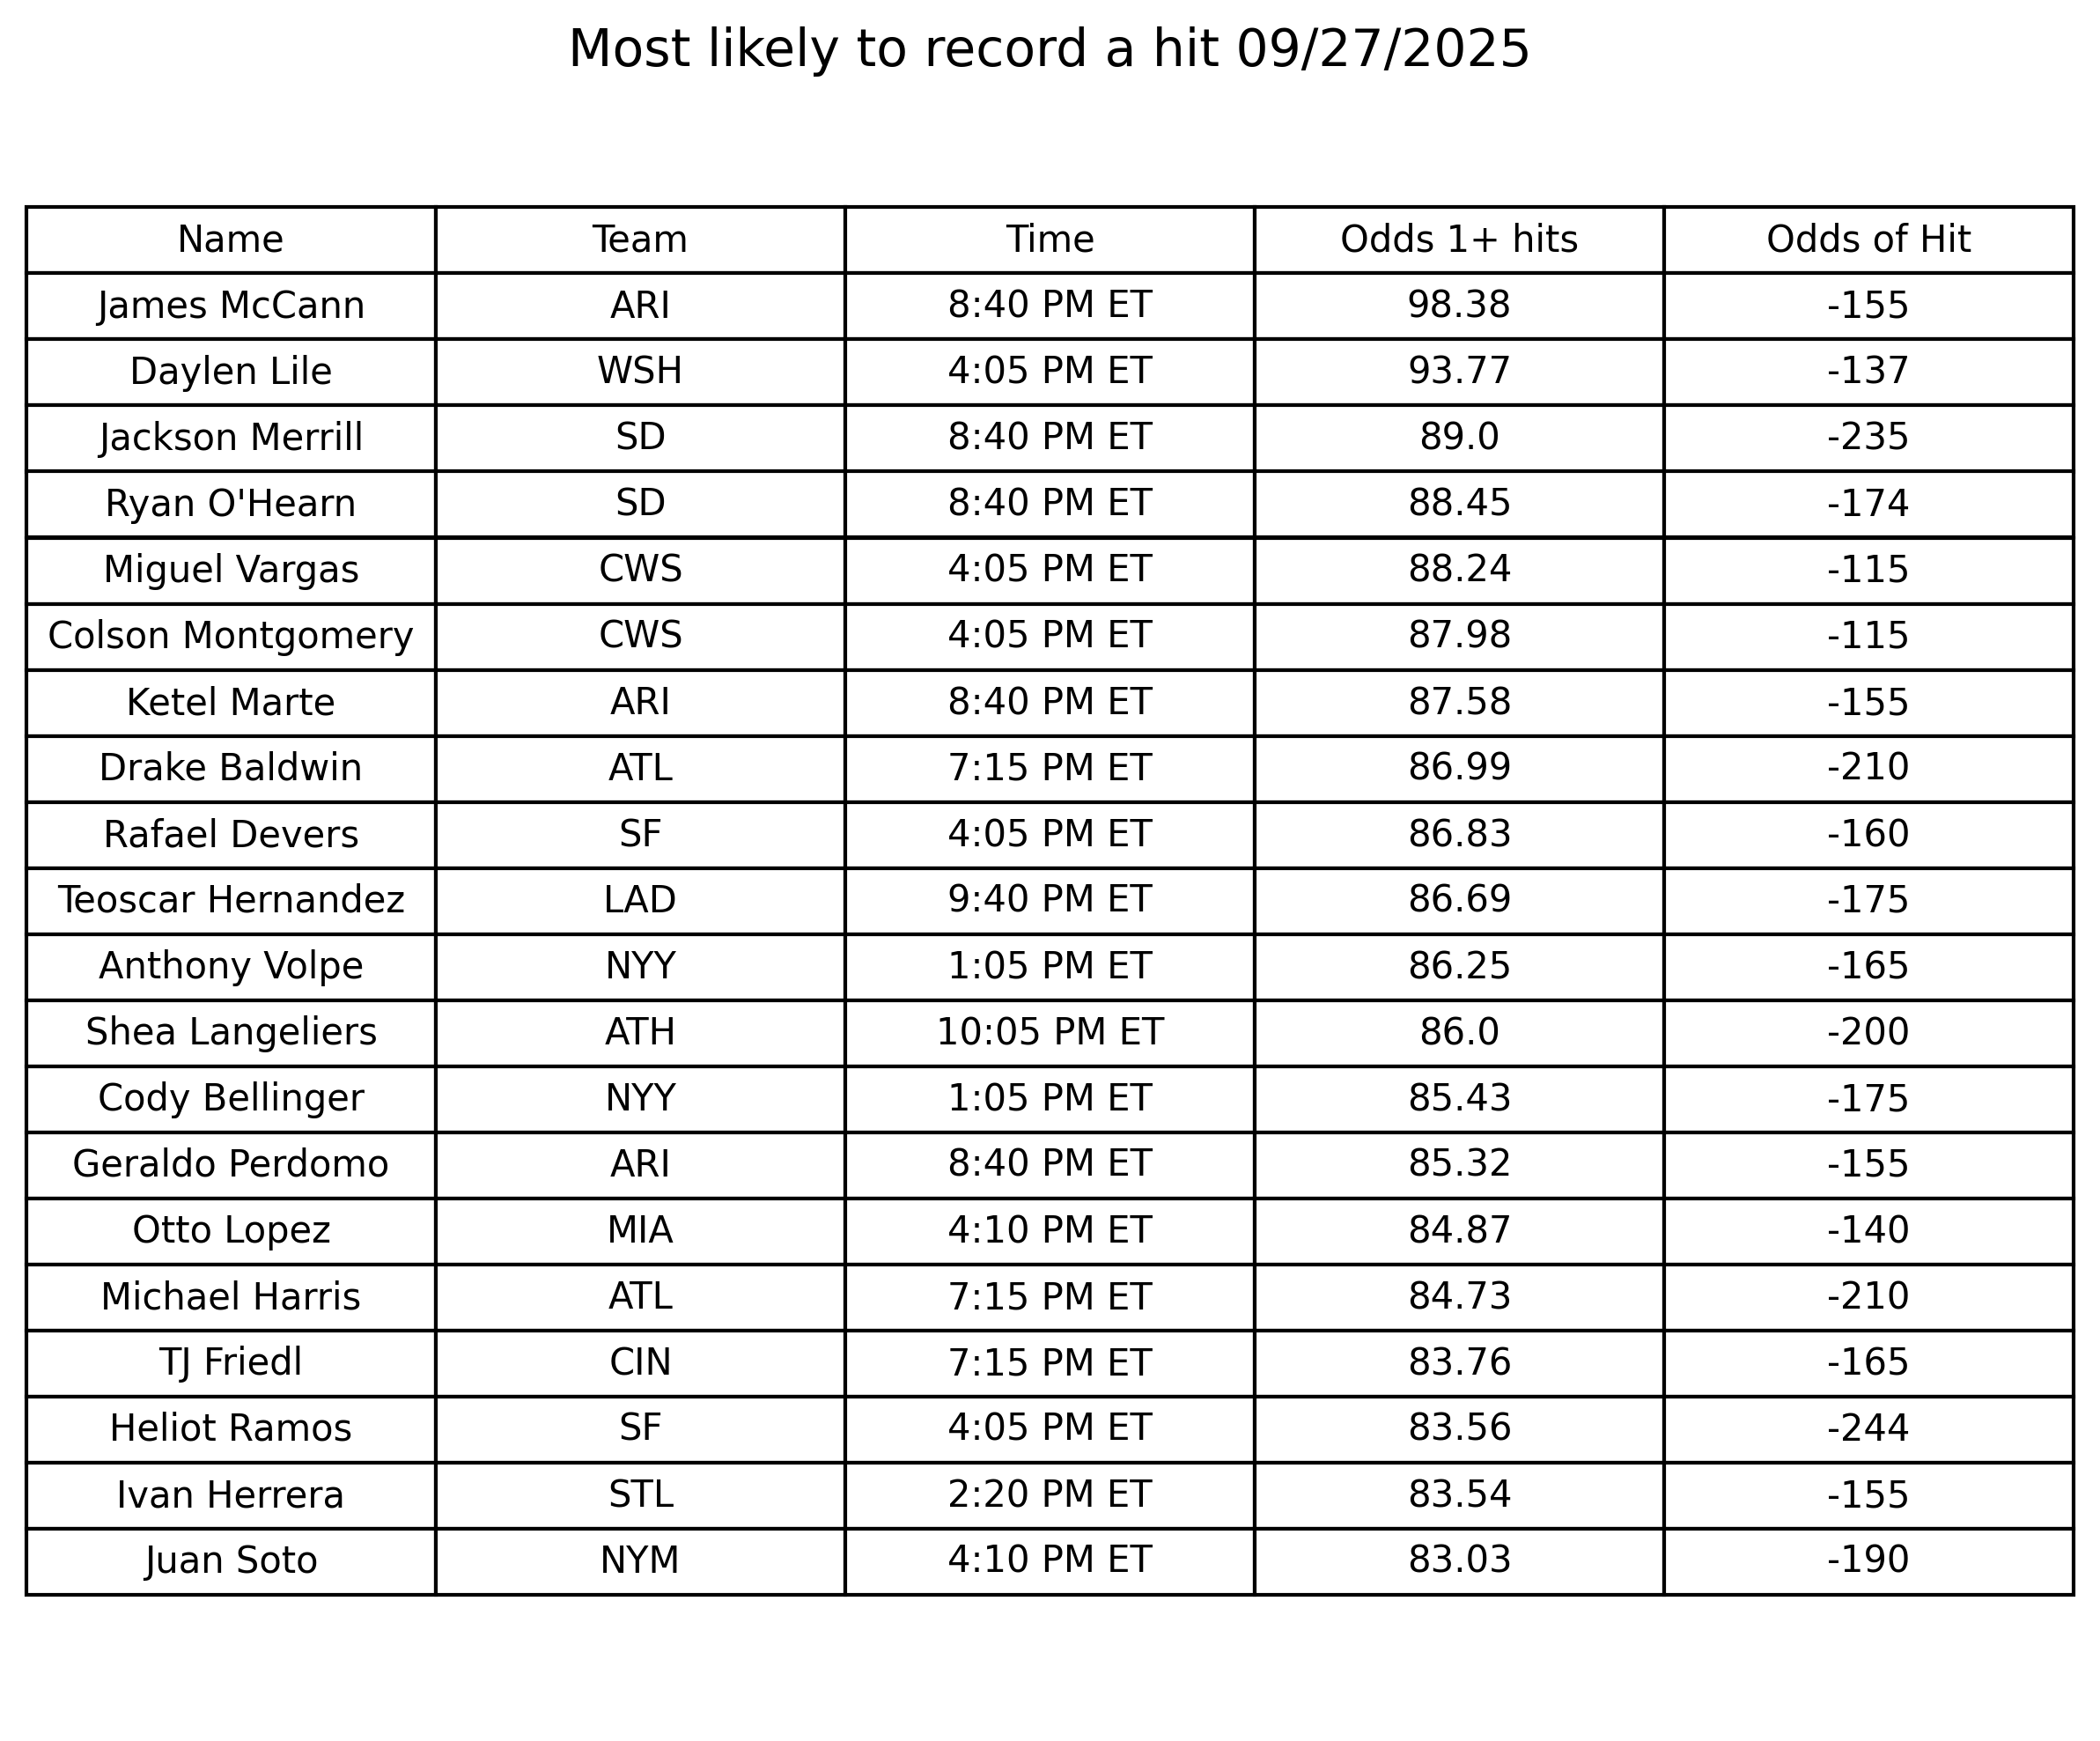 Most likely to record a hit 09/27/2025
Name Team Time Odds 1+ hits Odds of Hit
James McCann ARI 8:40 PM ET 98.38 -155
Daylen Lile WSH 4:05 PM ET 93.77 -137
Jackson Merrill SD 8:40 PM ET 89.0 -235
Ryan O'Hearn SD 8:40 PM ET 88.45 -174
Miguel Vargas CWS 4:05 PM ET 88.24 -115
Colson Montgomery CWS 4:05 PM ET 87.98 -115
Ketel Marte ARI 8:40 PM ET 87.58 -155
Drake Baldwin ATL 7:15 PM ET 86.99 -210
Rafael Devers SF 4:05 PM ET 86.83 -160
Teoscar Hernandez LAD 9:40 PM ET 86.69 -175
Anthony Volpe NYY 1:05 PM ET 86.25 -165
Shea Langeliers ATH 10:05 PM ET 86.0 -200
Cody Bellinger NYY 1:05 PM ET 85.43 -175
Geraldo Perdomo ARI 8:40 PM ET 85.32 -155
Otto Lopez MIA 4:10 PM ET 84.87 -140
Michael Harris ATL 7:15 PM ET 84.73 -210
TJ Friedl CIN 7:15 PM ET 83.76 -165
Heliot Ramos SF 4:05 PM ET 83.56 -244
Ivan Herrera STL 2:20 PM ET 83.54 -155
Juan Soto NYM 4:10 PM ET 83.03 -190